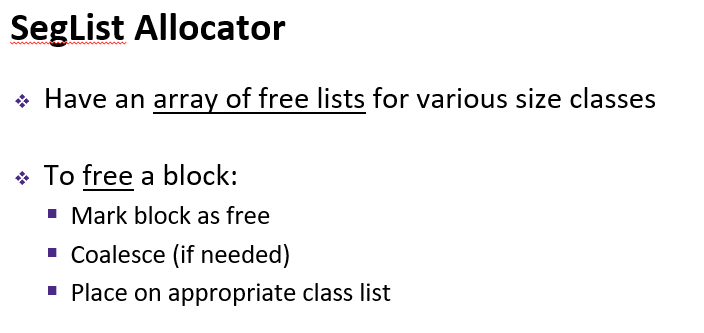 SegList Allocator
Have an array of free lists for various size classes
To free a block:
Mark block as free
Coalesce (if needed)
Place on appropriate class list